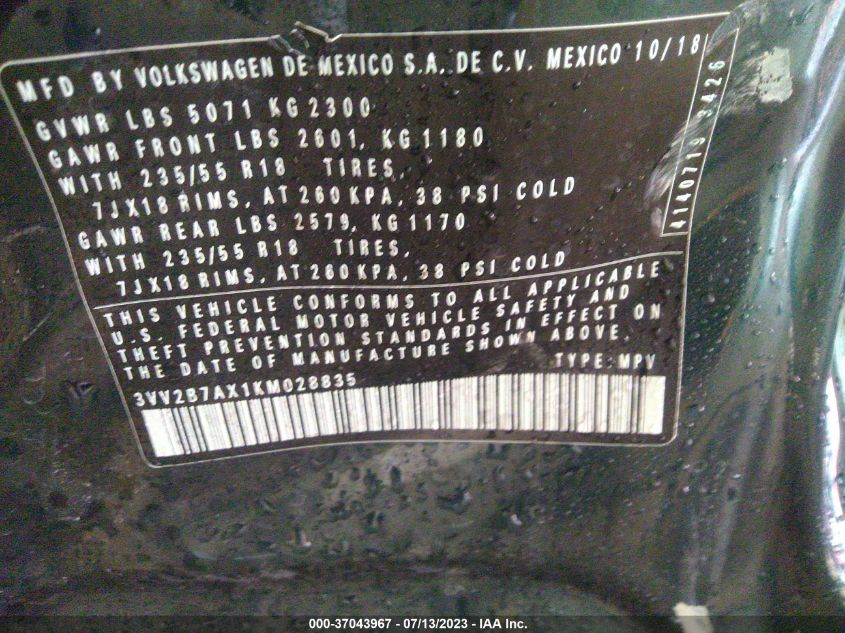 MFD BY VOLKSWAGEN DE MEXICO S.A. DE C.V. MEXICO 10/18
GVWR LBS 5071 KG 2300
GAWR FRONT LBS 2601, KG 1180
WITH 235/55 R18 TIRES,
7JX18 RIMS, AT 260 KPA, 38 PSI COLD
GAWR REAR LBS 2579, KG 1170
WITH 235/55 R18 TIRES,
7JX18 RIMS, AT 260 KPA, 38 PSI COLD
THIS VEHICLE CONFORMS TO ALL APPLICABLE
U.S. FEDERAL MOTOR VEHICLE SAFETY AND
THEFT PREVENTION STANDARDS IN EFFECT ON
THE DATE OF MANUFACTURE SHOWN ABOVE.
TYPE: MPV
3VV2B7AX1KM028835
4140719 3426
000-37043967 - 07/13/2023 - IAA Inc.